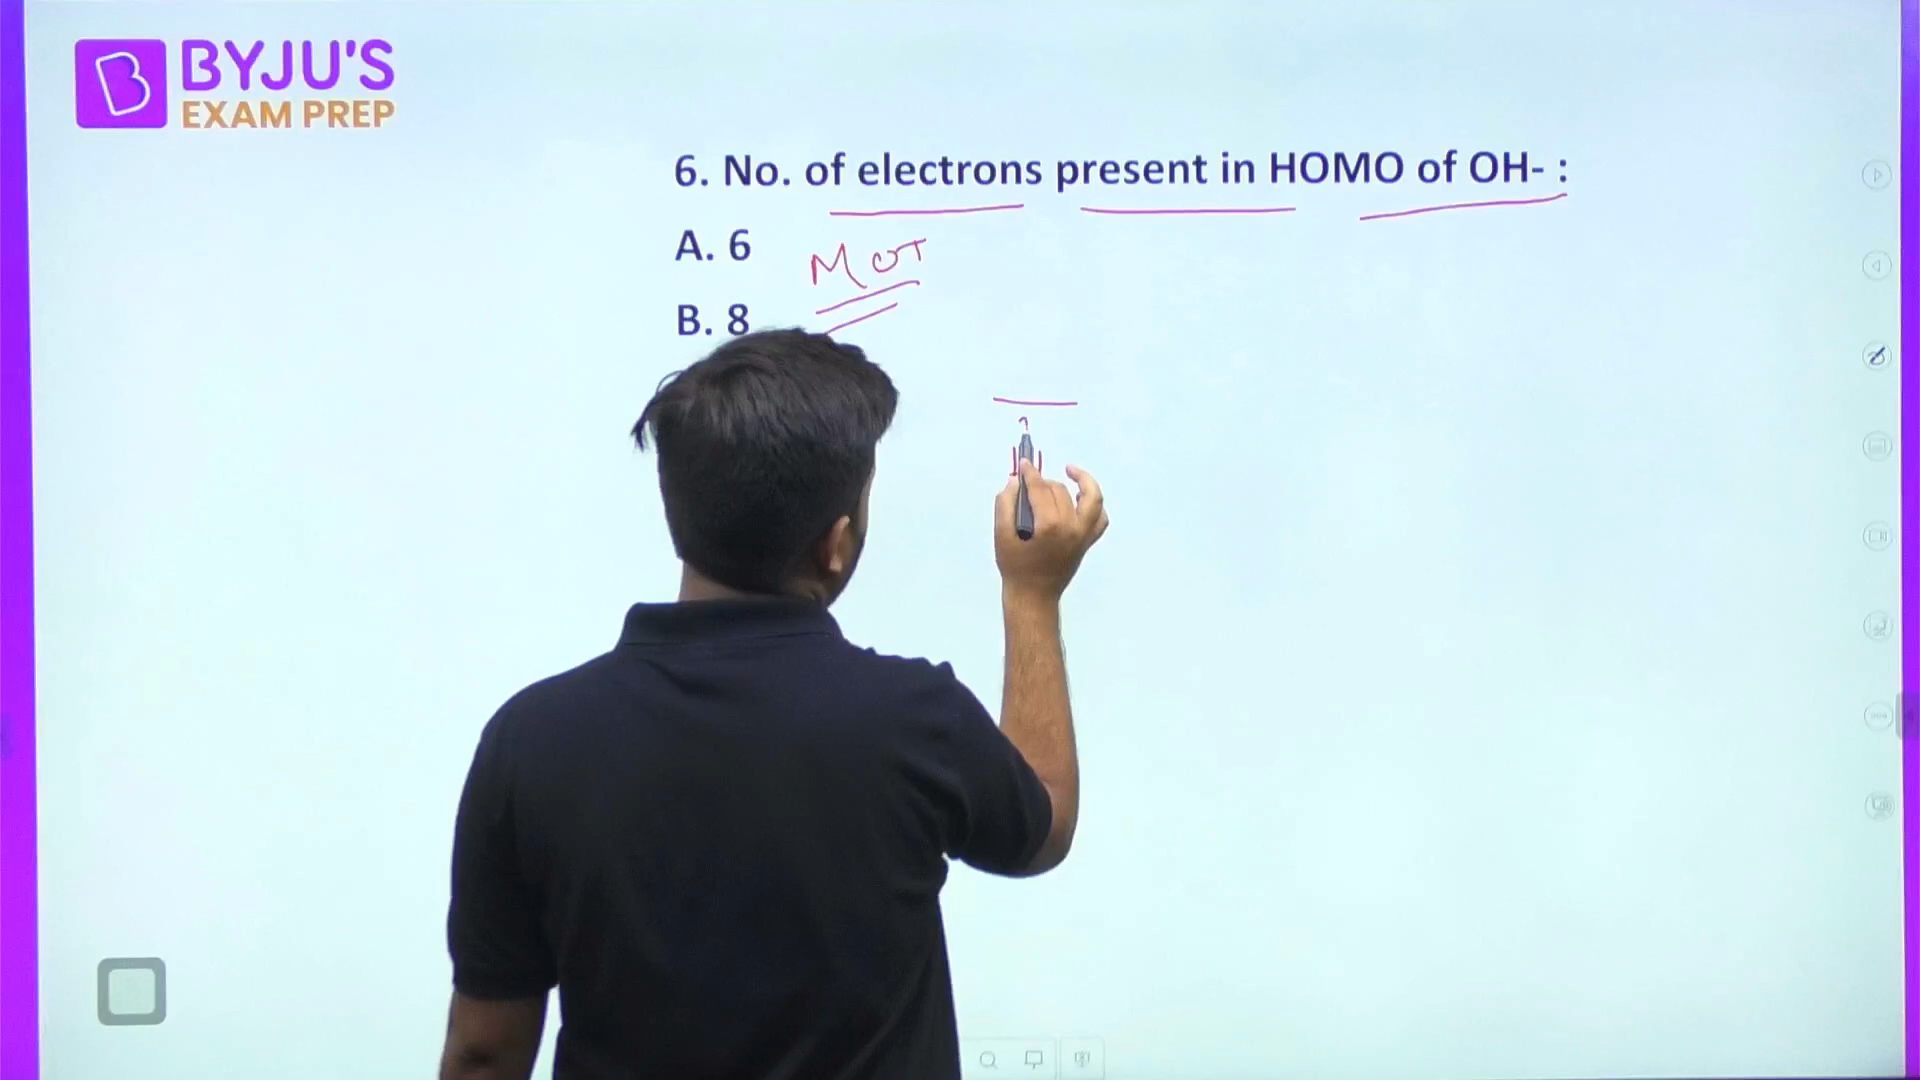 BYJU'S
EXAM PREP
6. No. of electrons present in HOMO of OH- :
A. 6
MOT
B. 8